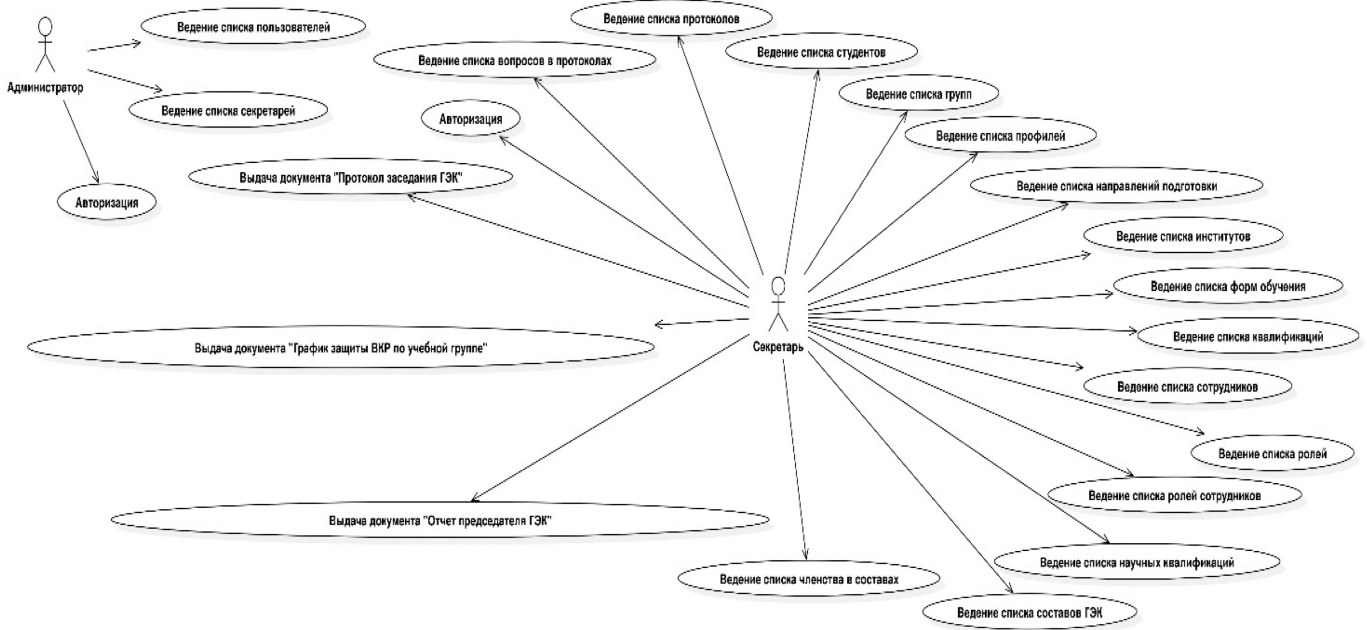 Ведение списка протоколов
Ведение списка пользователей
Ведение списка студентов
Ведение списка вопросов в протоколах
Администратор
Ведение списка групп
Ведение списка секретарей
Авторизация
Ведение списка профилей
Выдача документа "Протокол заседания ГЭК"
Ведение списка направлений подготовки
Авторизация
Ведение списка институтов
Ведение списка форм обучения
Ведение списка квалификаций
Выдача документа "График защиты ВКР по учебной группе"
Секретарь
Ведение списка сотрудников
Ведение списка ролей
Ведение списка ролей сотрудников
Выдача документа "Отчет председателя ГЭК"
Ведение списка научных квалификаций
Ведение списка членства в составах
Ведение списка составов ГЭК